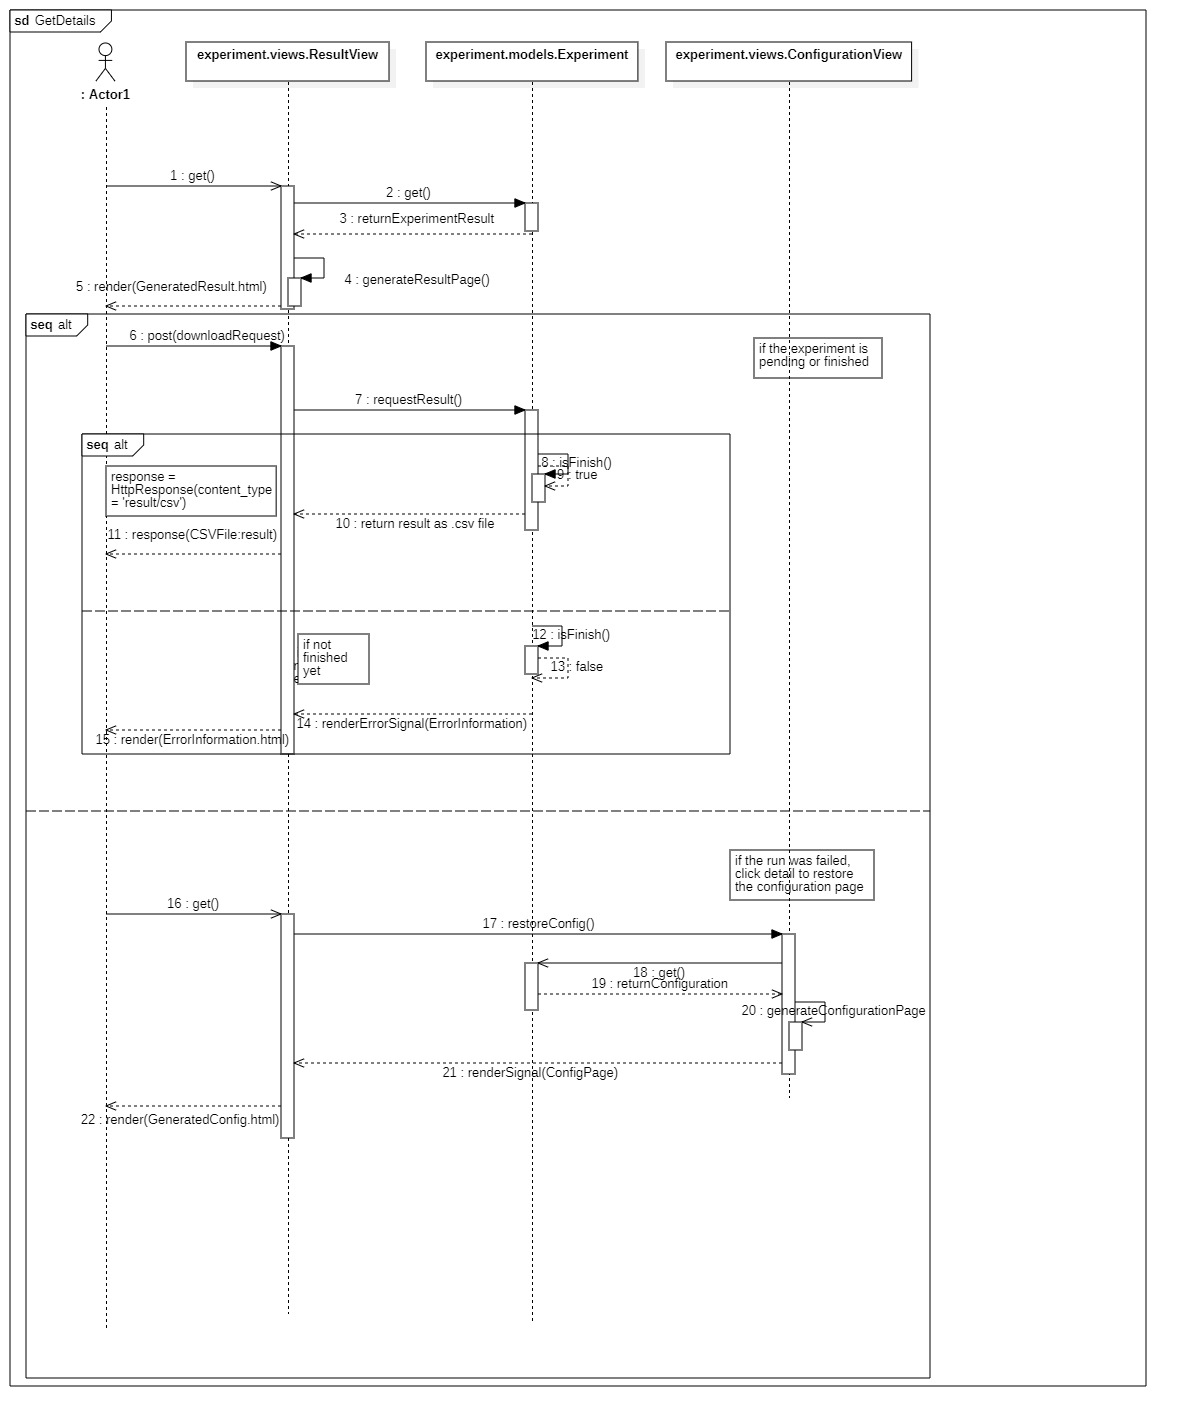 sd GetDetails
experiment.views.ResultView
experiment.models.Experiment
experiment.views.ConfigurationView
: Actor1
1 : get()
2 : get()
3 : returnExperimentResult
4 : generateResultPage()
5 : render(GeneratedResult.html)
seq alt
6 : post(downloadRequest)
if the experiment is
pending or finished
7 : requestResult()
seq alt
8 : isFinish()
9 : true
response =
HttpResponse(content_type
= 'result/csv')
10 : return result as .csv file
11 : response(CSVFile:result)
12 : isFinish()
if not
finished
yet
13 : false
14 : renderErrorSignal(ErrorInformation)
15 : render(ErrorInformation.html)
if the run was failed,
click detail to restore
the configuration page
16 : get()
17 : restoreConfig()
18 : get()
19 : returnConfiguration
20 : generateConfigurationPage
21 : renderSignal(ConfigPage)
22 : render(GeneratedConfig.html)